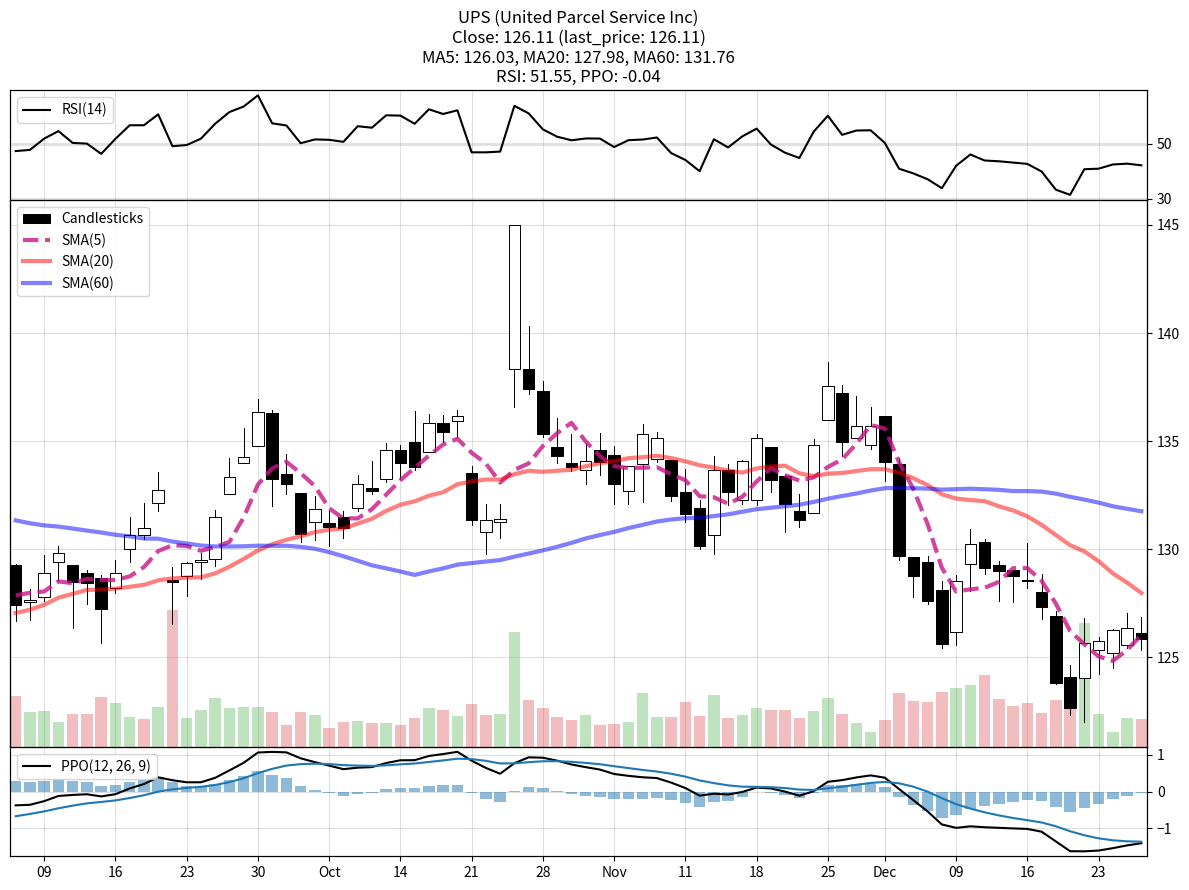 UPS (United Parcel Service Inc)
Close: 126.11 (last_price: 126.11)
MA5: 126.03, MA20: 127.98, MA60: 131.76
RSI: 51.55, PPO: -0.04
RSI(14)
50
30
Candlesticks
SMA(5)
SMA(20)
SMA(60)
145
140
135
130
125
PPO(12, 26, 9)
1
0
−1
09 16 23 30 Oct 14 21 28 Nov 11 18 25 Dec 09 16 23